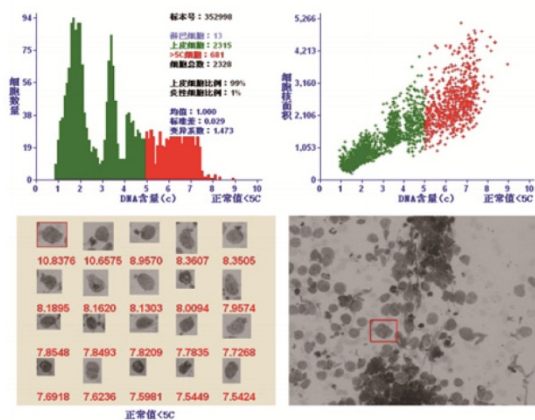 94
75
56
38
19
0
细胞数量
1 2 3 4 5 6 7 8 9 10
DNA含量(c) 正常值<5C
标本号：352998
淋巴细胞：13
上皮细胞：2315
>5C细胞：681
细胞总数：2328
上皮细胞比例：99%
炎性细胞比例：1%
均值：1.000
标准差：0.029
变异系数：1.473
5,266
4,213
3,160
2,106
1,053
0
细胞核面积
0 1 2 3 4 5 6 7 8 9 10
DNA含量(c) 正常值<5C
10.8376 10.6575 8.9570 8.3607 8.3505
8.1895 8.1620 8.1303 8.0094 7.9574
7.8548 7.8493 7.8209 7.7835 7.7268
7.6918 7.6236 7.5981 7.5449 7.5424
正常值<5C